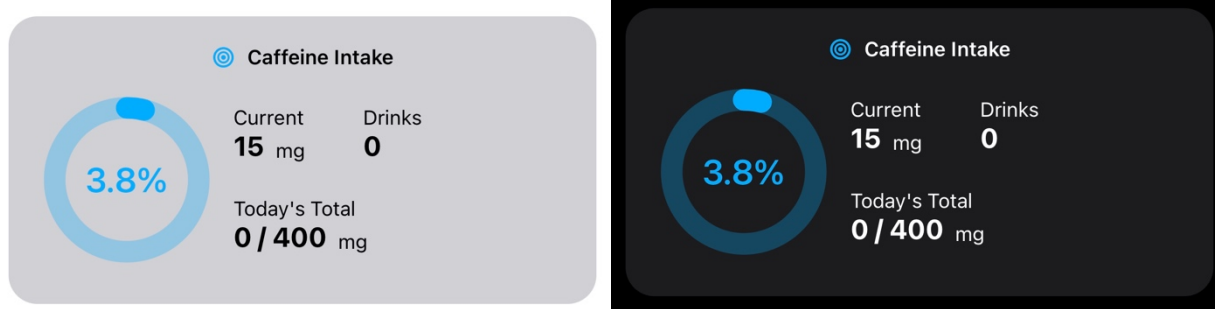 Caffeine Intake
Current Drinks
15 mg 0
3.8%
Today's Total
0 / 400 mg
Caffeine Intake
Current Drinks
15 mg 0
3.8%
Today's Total
0 / 400 mg